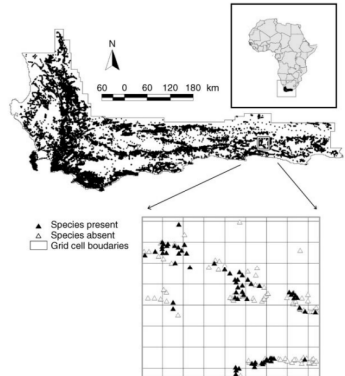 N
60 0 60 120 180 km
Species present
Species absent
Grid cell boudaries